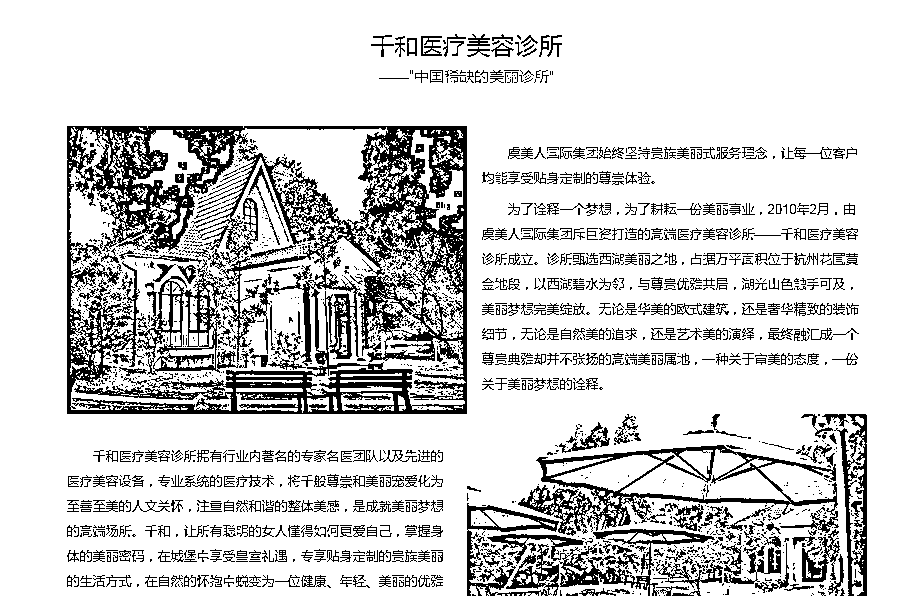 千和医疗美容诊所
——"中国稀缺的美丽诊所"
虞美人国际集团始终坚持贵族美丽式服务理念，让每一位客户
均能享受贴身定制的尊崇体验。
为了诠释一个梦想，为了耕耘一份美丽事业，2010年2月，由
虞美人国际集团斥巨资打造的高端医疗美容诊所——千和医疗美容
诊所成立。诊所甄选西湖美丽之地，占据万平面积位于杭州花圃黄
金地段，以西湖碧水为邻，与尊崇优雅共居，湖光山色触手可及，
美丽梦想完美绽放。无论是华美的欧式建筑，还是奢华精致的装饰
细节，无论是自然美的追求，还是艺术美的演绎，最终融汇成一个
尊崇典雅却并不张扬的高端美丽属地，一种关于审美的态度，一份
关于美丽梦想的诠释。
千和医疗美容诊所拥有行业内著名的专家名医团队以及先进的
医疗美容设备，专业系统的医疗技术，将千般尊崇和美丽宠爱化为
至善至美的人文关怀，注重自然和谐的整体美感，是成就美丽梦想
的高端场所。千和，让所有聪明的女人懂得如何更爱自己，掌握身
体的美丽密码，在城堡中享受皇室礼遇，专享贴身定制的贵族美丽
的生活方式，在自然的怀抱中蜕变为一位健康、年轻、美丽的优雅